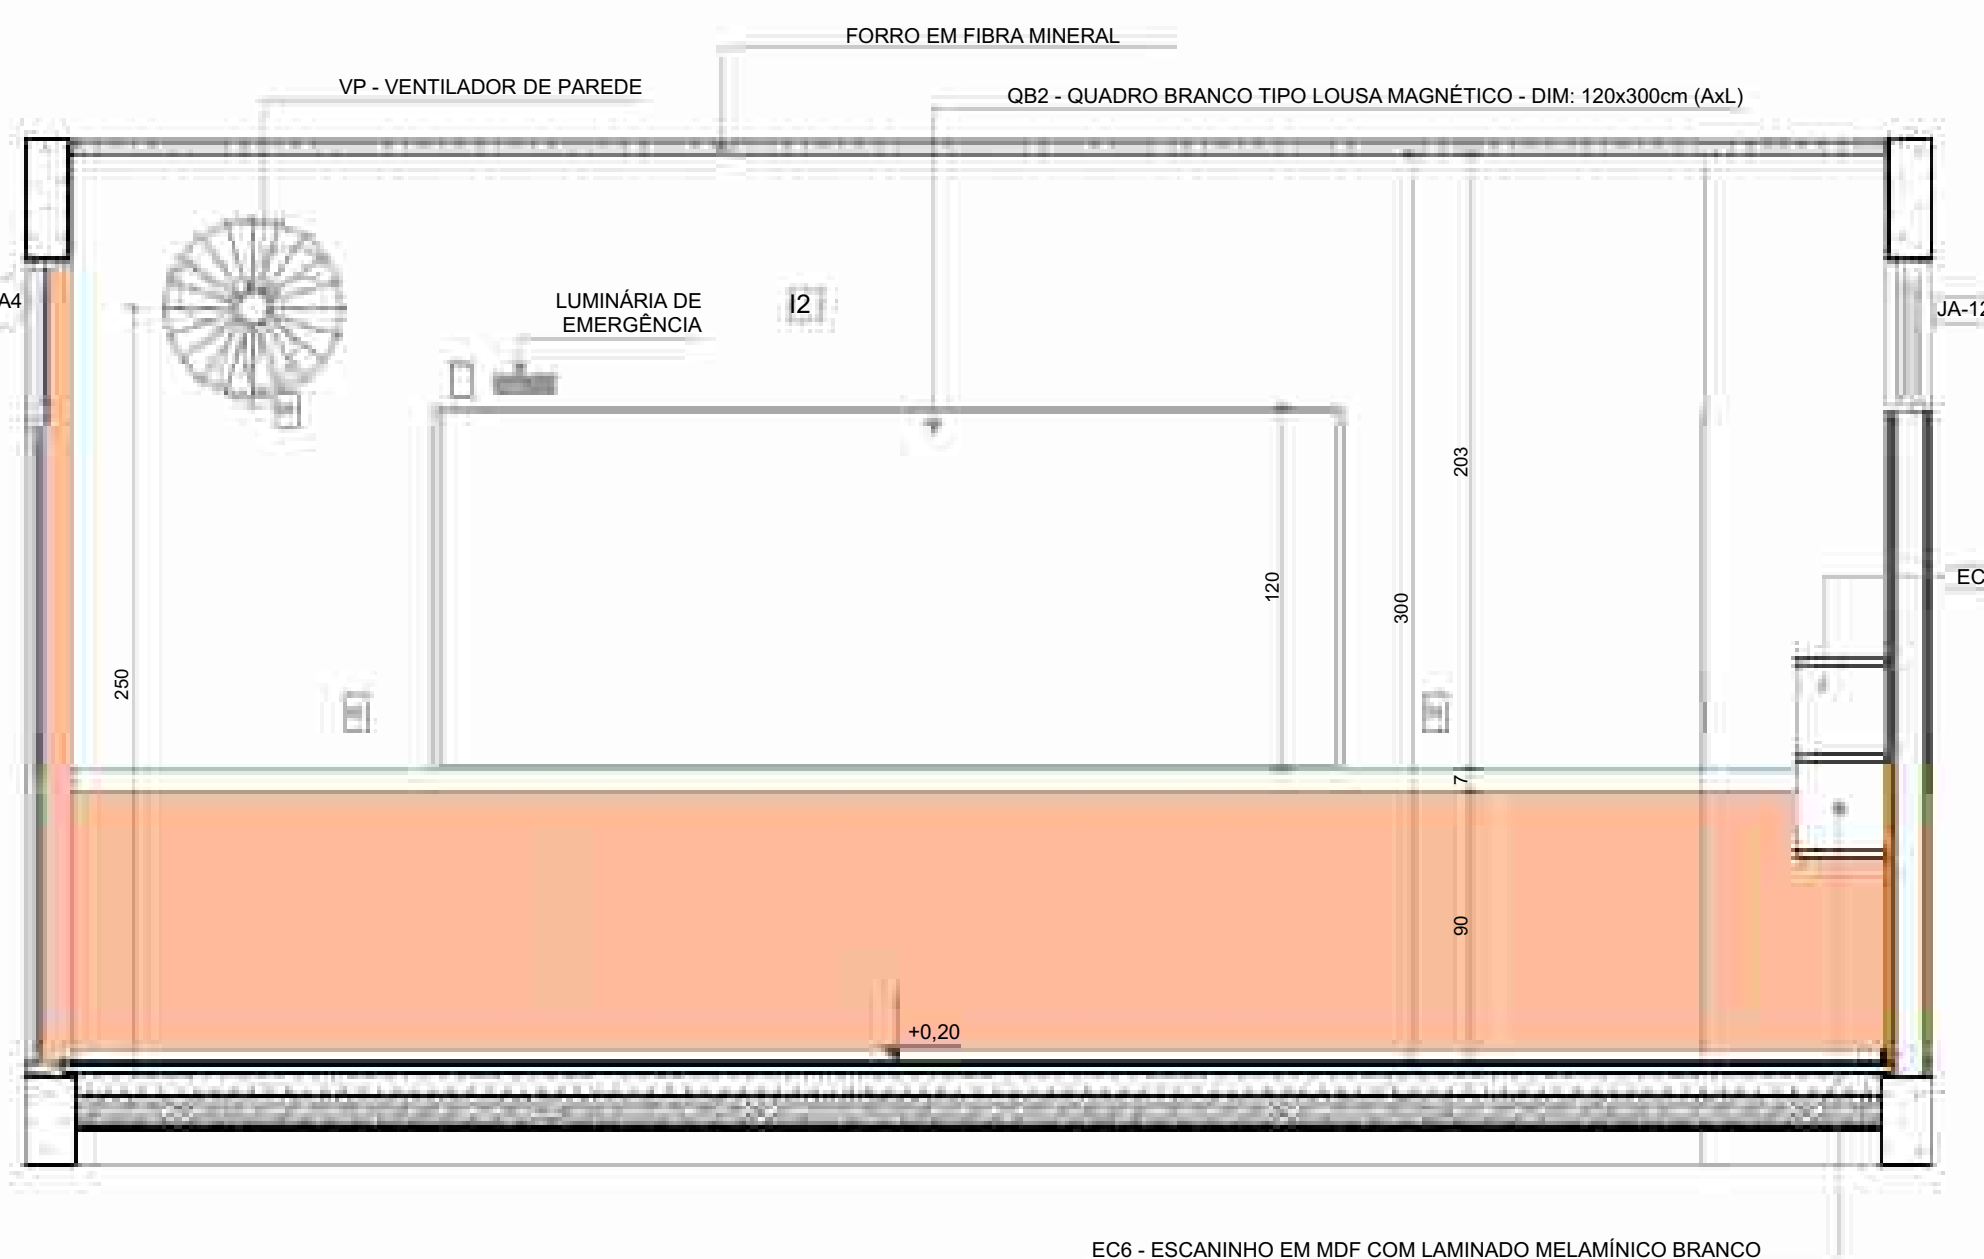 FORRO EM FIBRA MINERAL
VP - VENTILADOR DE PAREDE
QB2 - QUADRO BRANCO TIPO LOUSA MAGNÉTICO - DIM: 120x300cm (AxL)
A4
LUMINÁRIA DE
EMERGÊNCIA
I2
JA-12
203
EC
120
300
250
7
90
+0,20
EC6 - ESCANINHO EM MDF COM LAMINADO MELAMÍNICO BRANCO